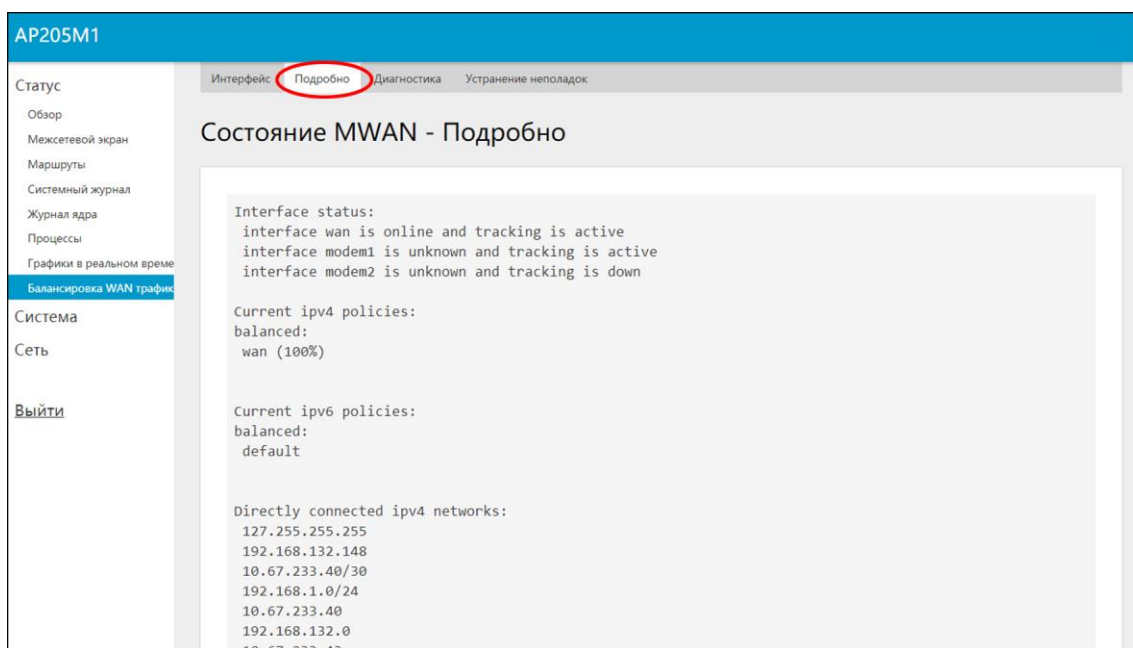 AP205M1
Статус
Обзор
Межсетевой экран
Маршруты
Системный журнал
Журнал ядра
Процессы
Графики в реальном време
Балансировка WAN трафик
Система
Сеть
Выйти
Интерфейс Подробно Диагностика Устранение неполадок
Состояние MWAN - Подробно
Interface status:
interface wan is online and tracking is active
interface modem1 is unknown and tracking is active
interface modem2 is unknown and tracking is down
Current ipv4 policies:
balanced:
wan (100%)
Current ipv6 policies:
balanced:
default
Directly connected ipv4 networks:
127.255.255.255
192.168.132.148
10.67.233.40/30
192.168.1.0/24
10.67.233.40
192.168.132.0